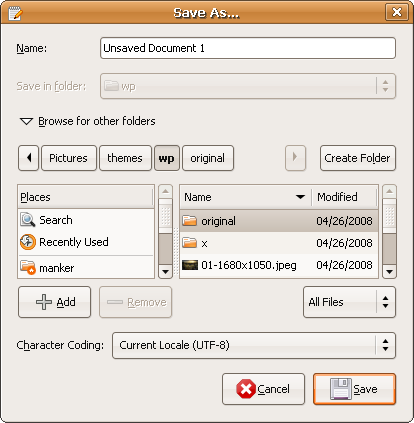 Save As...
Name: Unsaved Document 1
Save in folder: wp
Browse for other folders
Pictures themes wp original Create Folder
Places Name Modified
Search original 04/26/2008
Recently Used x 04/26/2008
manker 01-1680x1050.jpeg 04/26/2008
Add Remove All Files
Character Coding: Current Locale (UTF-8)
Cancel Save